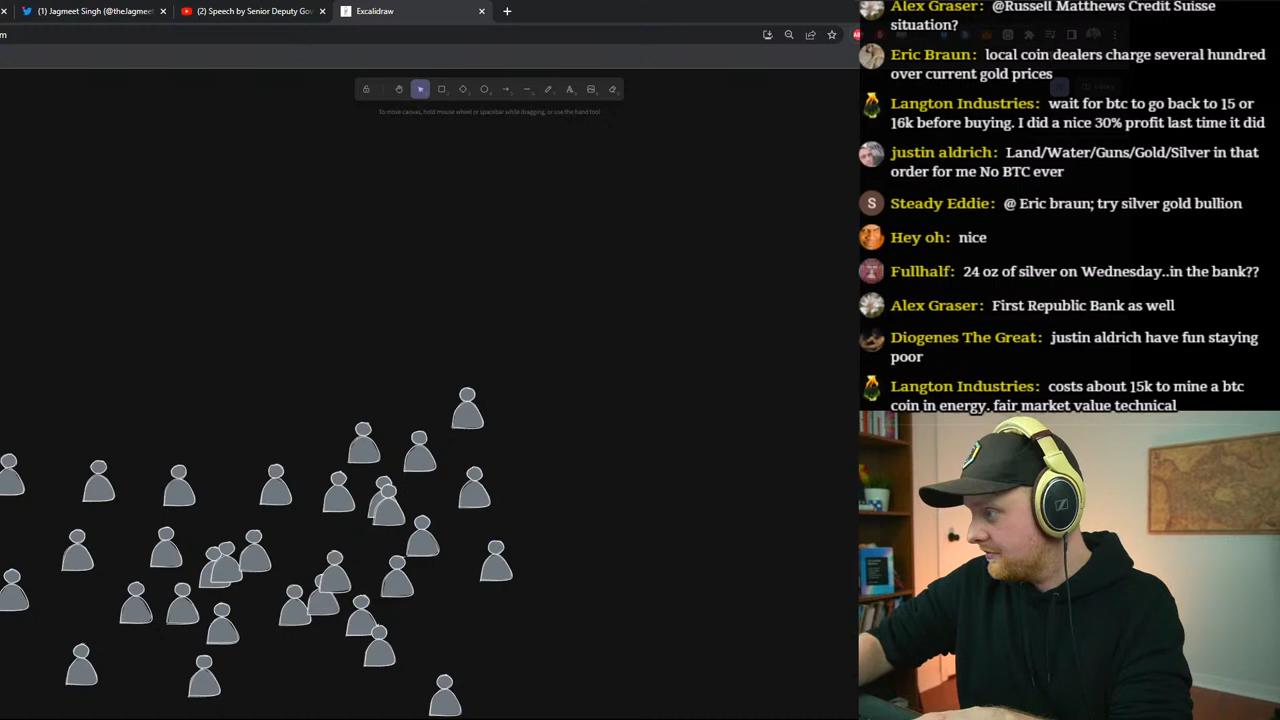 (1) Jagmeet Singh (@theJagmeet
(2) Speech by Senior Deputy Gov
Excalidraw
m
To move canvas, hold mouse wheel or spacebar while dragging, or use the hand tool
Alex Graser: @Russell Matthews Credit Suisse
situation?
Eric Braun: local coin dealers charge several hundred
over current gold prices
Langton Industries: wait for btc to go back to 15 or
16k before buying. I did a nice 30% profit last time it did
justin aldrich: Land/Water/Guns/Gold/Silver in that
order for me No BTC ever
S
Steady Eddie: @ Eric braun; try silver gold bullion
Hey oh: nice
Fullhalf: 24 oz of silver on Wednesday..in the bank??
Alex Graser: First Republic Bank as well
Diogenes The Great: justin aldrich have fun staying
poor
Langton Industries: costs about 15k to mine a btc
coin in energy. fair market value technical